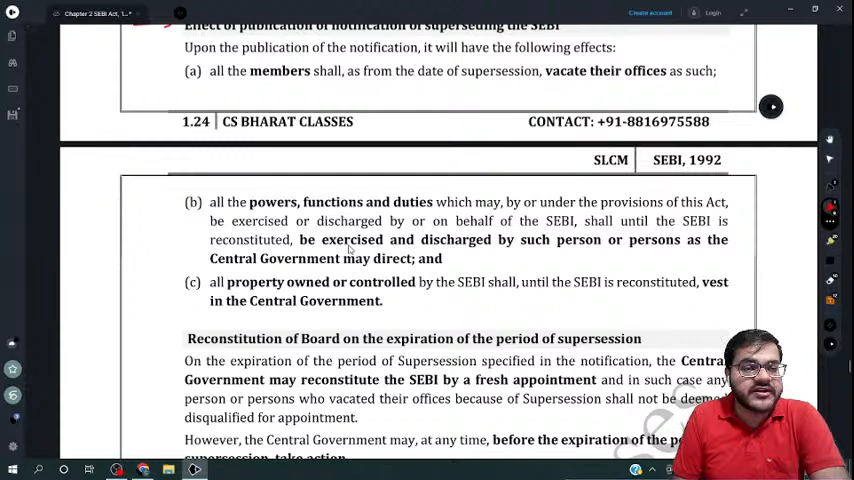 Chapter 2 SEBI Act, 1...*
Create account
Login
Effect of publication of notification of superseding the SEBI
Upon the publication of the notification, it will have the following effects:
(a) all the members shall, as from the date of supersession, vacate their offices as such;
1.24 CS BHARAT CLASSES CONTACT: +91-8816975588
SLCM SEBI, 1992
(b) all the powers, functions and duties which may, by or under the provisions of this Act,
be exercised or discharged by or on behalf of the SEBI, shall until the SEBI is
reconstituted, be exercised and discharged by such person or persons as the
Central Government may direct; and
(c) all property owned or controlled by the SEBI shall, until the SEBI is reconstituted, vest
in the Central Government.
Reconstitution of Board on the expiration of the period of supersession
On the expiration of the period of Supersession specified in the notification, the Central
Government may reconstitute the SEBI by a fresh appointment and in such case any
person or persons who vacated their offices because of Supersession shall not be deemed
disqualified for appointment.
However, the Central Government may, at any time, before the expiration of the
supersession, take action